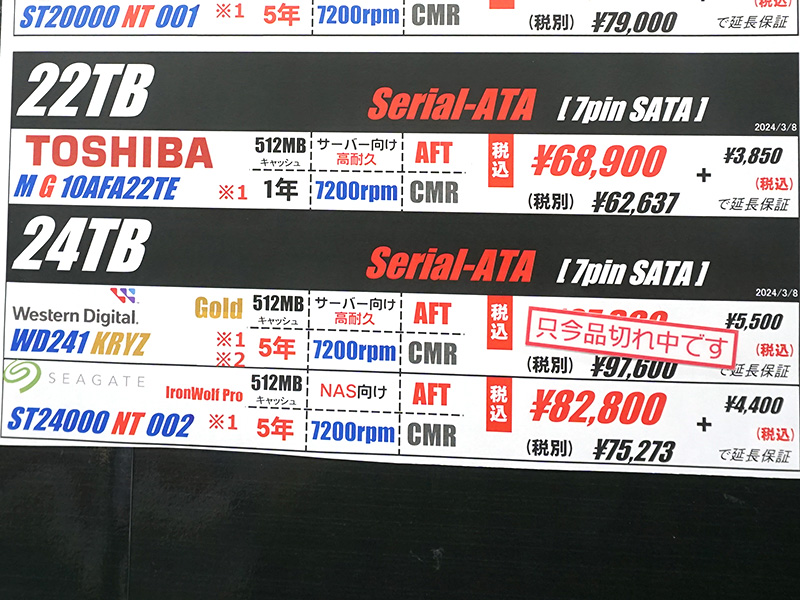 ST20000 NT 001 ※1 5年 7200rpm CMR (税別) ¥79,000 で延長保証
22TB
Serial-ATA [ 7pin SATA ]
2024/3/8
TOSHIBA 512MB キャッシュ サーバー向け 高耐久 AFT 税込 ¥68,900 + ¥3,850 (税込)
MG10AFA22TE ※1 1年 7200rpm CMR (税別) ¥62,637 で延長保証
24TB
Serial-ATA [ 7pin SATA ]
2024/3/8
Western Digital. Gold 512MB キャッシュ サーバー向け 高耐久 AFT 税込 只今品切れ中です ¥5,500 (税込)
WD241KRYZ ※1 ※2 5年 7200rpm CMR (税別) ¥97,600 で延長保証
SEAGATE IronWolf Pro 512MB キャッシュ NAS向け AFT 税込 ¥82,800 + ¥4,400 (税込)
ST24000 NT 002 ※1 5年 7200rpm CMR (税別) ¥75,273 で延長保証